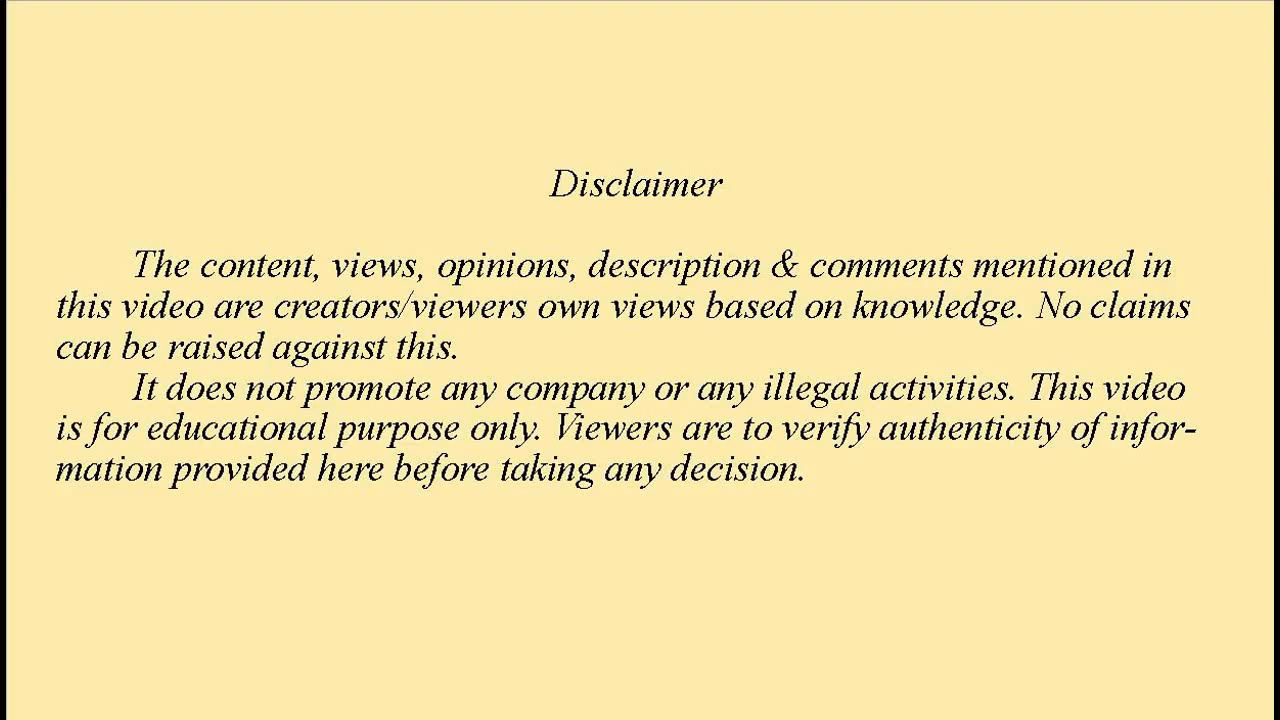 Disclaimer
The content, views, opinions, description & comments mentioned in
this video are creators/viewers own views based on knowledge. No claims
can be raised against this.
It does not promote any company or any illegal activities. This video
is for educational purpose only. Viewers are to verify authenticity of infor-
mation provided here before taking any decision.